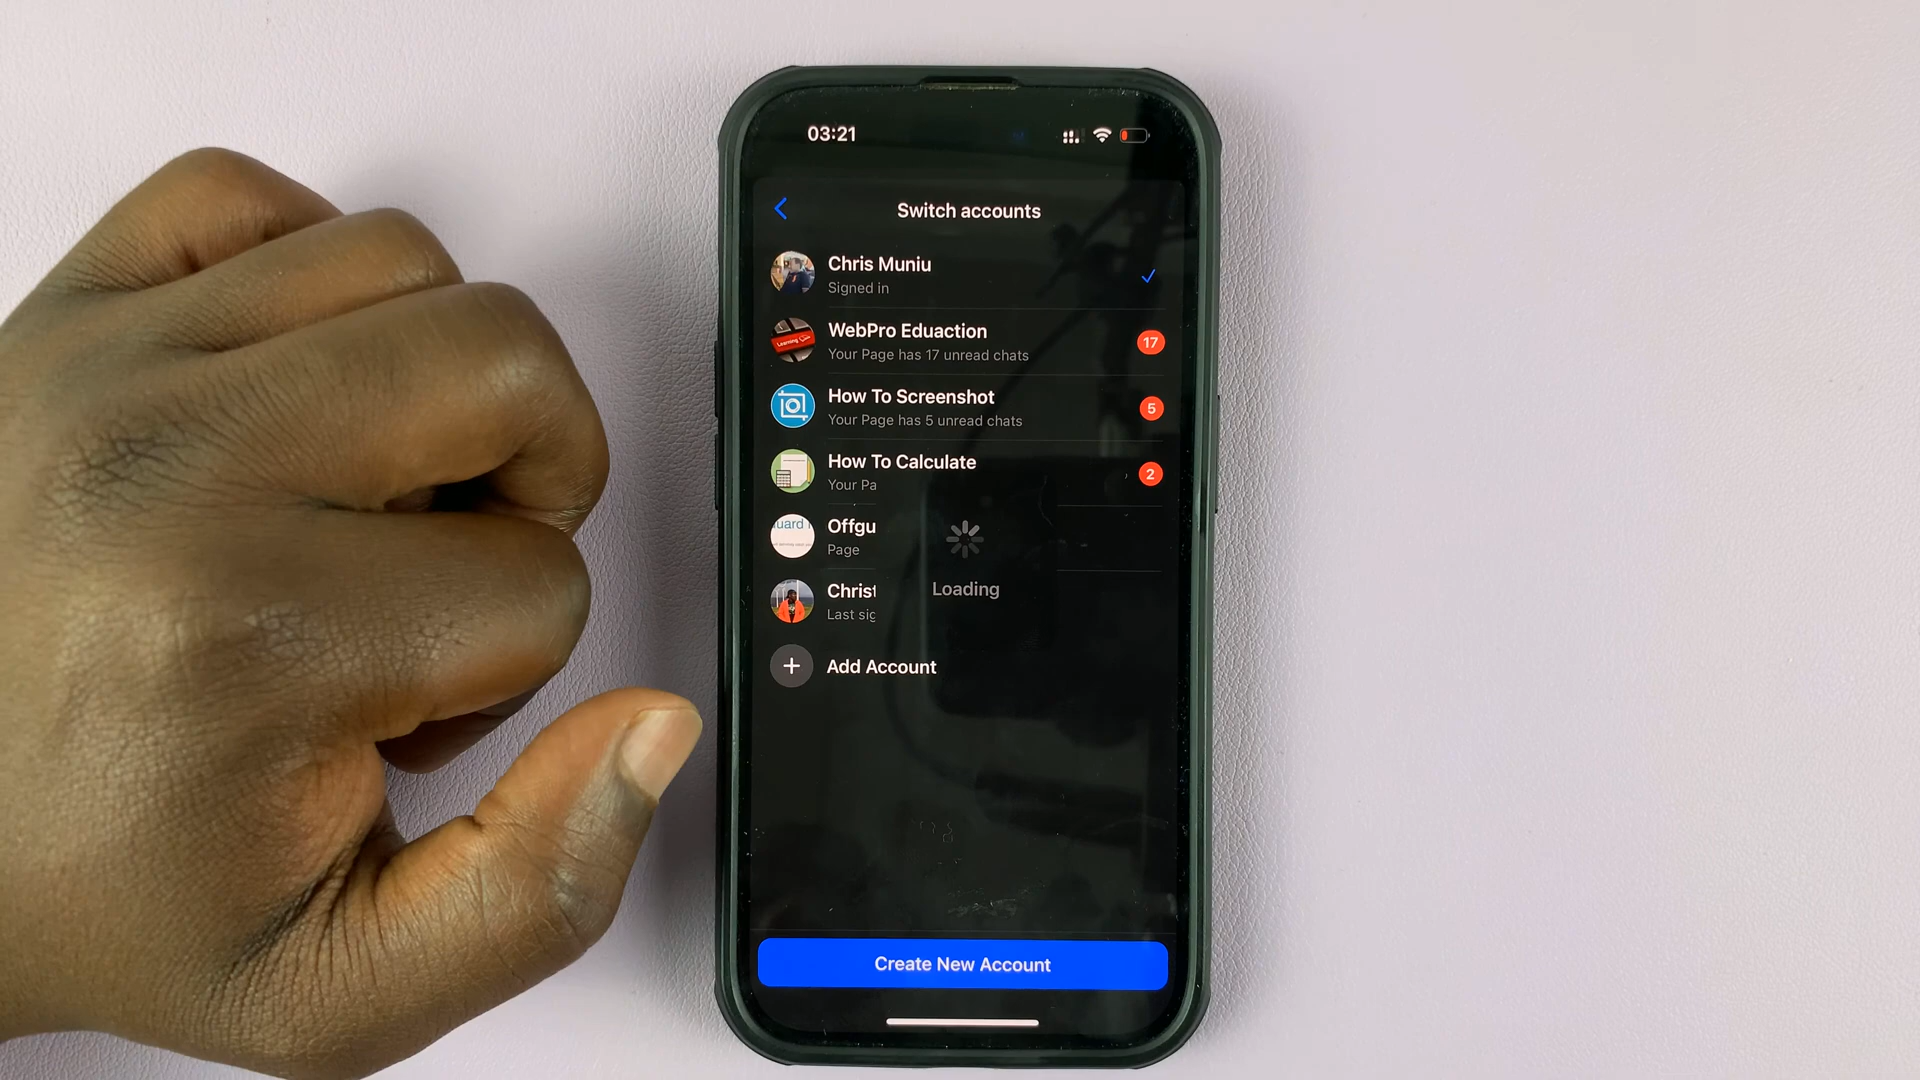 03:21
Switch accounts
Chris Muniu
Signed in
WebPro Eduaction
Your Page has 17 unread chats
17
How To Screenshot
Your Page has 5 unread chats
5
How To Calculate
Your Pa
2
Offgu
Page
Christ
Last sig
Loading
Add Account
Create New Account